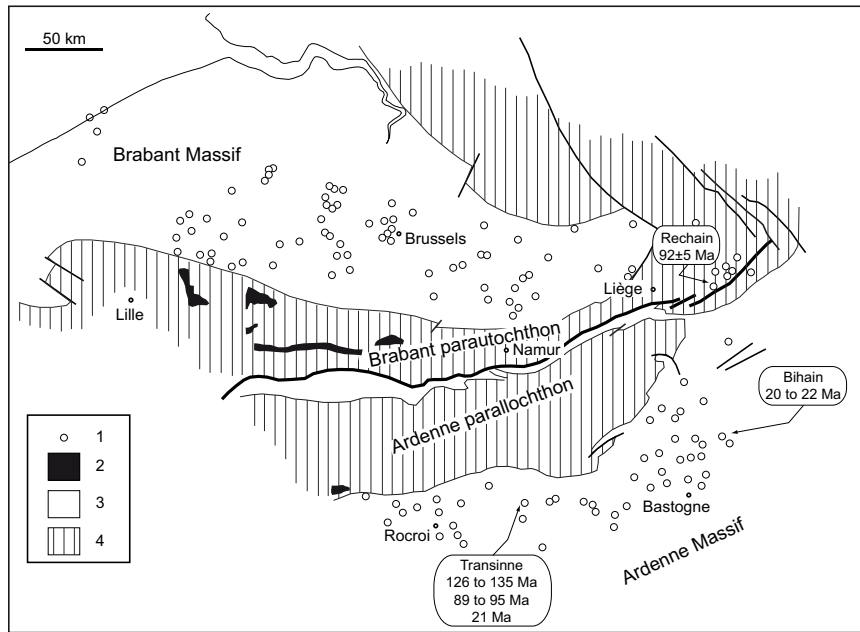 50 km
Brabant Massif
Brussels
Rechain
92±5 Ma
Liège
Lille
Brabant parautochthon
Namur
Ardenne parallochthon
Bihain
20 to 22 Ma
1
2
3
4
Bastogne
Rocroi
Ardenne Massif
Transinne
126 to 135 Ma
89 to 95 Ma
21 Ma